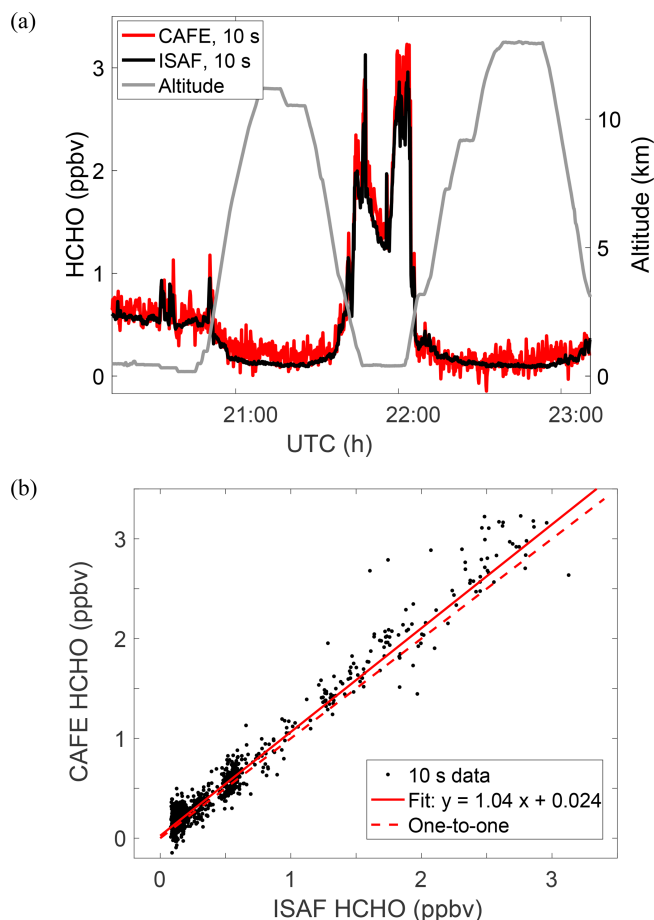 (a)
CAFE, 10 s
ISAF, 10 s
Altitude
3
2
1
0
HCHO (ppbv)
10
5
0
Altitude (km)
21:00
22:00
23:00
UTC (h)
(b)
3
2
1
0
CAFE HCHO (ppbv)
10 s data
Fit: y = 1.04 x + 0.024
One-to-one
0
1
2
3
ISAF HCHO (ppbv)